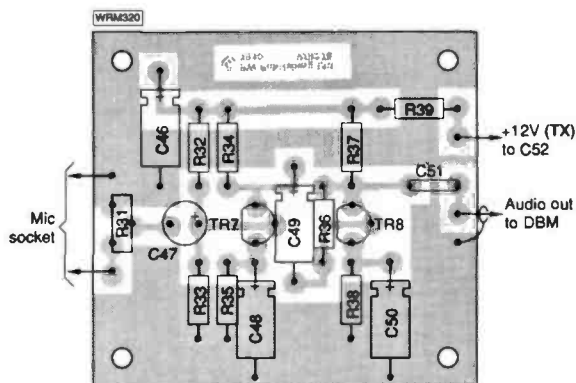 WRM320
C46
R32
R34
R37
R39
+12V (TX)
to C52
C51
Mic
socket
R31
C47
TR7
C49
R36
TR8
Audio out
to DBM
R33
R35
C48
R38
C50